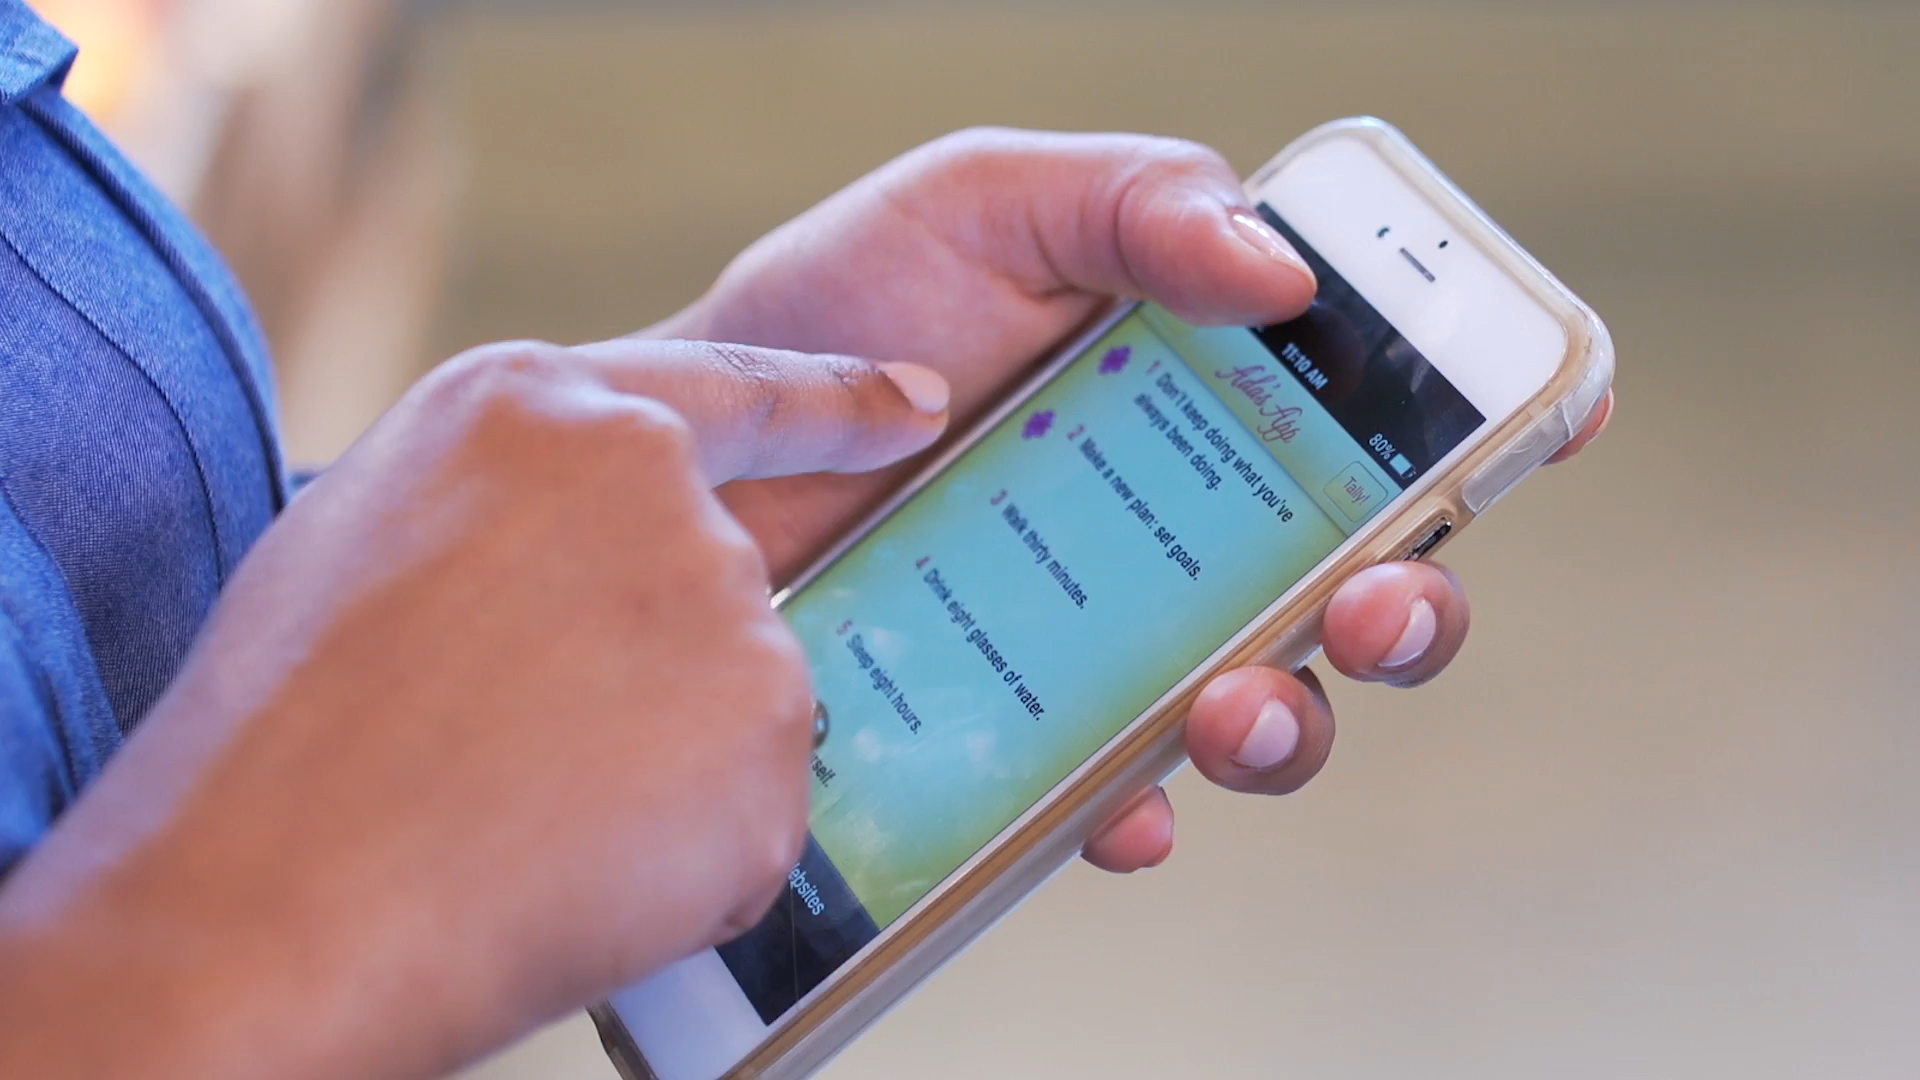 11:10 AM
80%
Ada's App
Tally!
1 Don't keep doing what you've
always been doing.
2 Make a new plan: set goals.
3 Walk thirty minutes.
4 Drink eight glasses of water.
5 Sleep eight hours.
rself.
ebsites